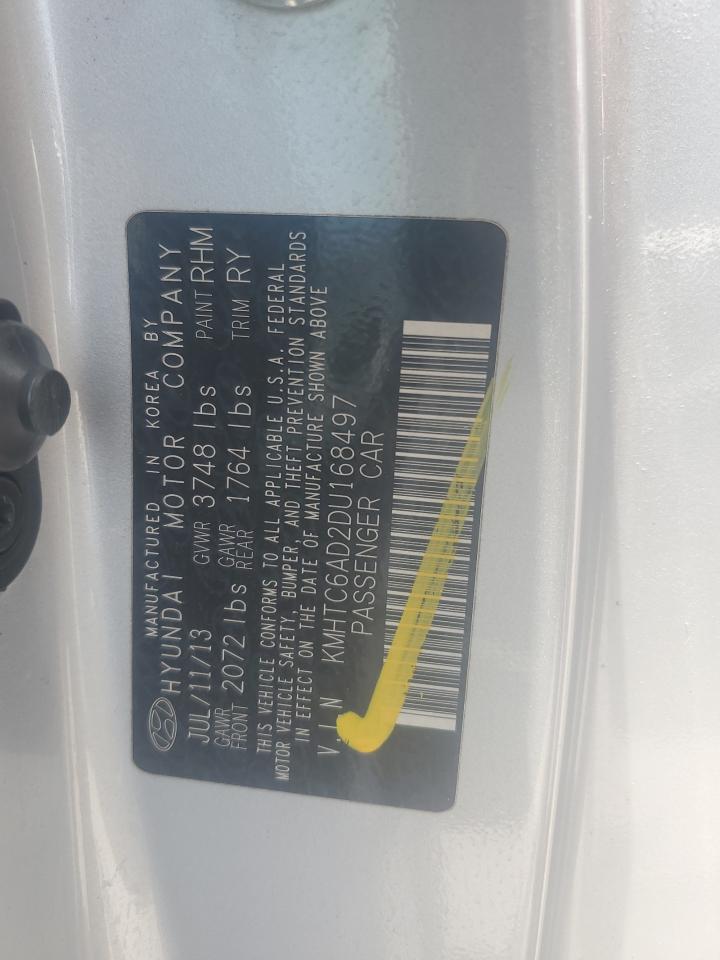 MANUFACTURED IN KOREA BY
HYUNDAI MOTOR COMPANY
JUL/11/13 GVWR 3748 lbs PAINT RHM
GAWR FRONT 2072 lbs GAWR REAR 1764 lbs TRIM RY
THIS VEHICLE CONFORMS TO ALL APPLICABLE U.S.A. FEDERAL
MOTOR VEHICLE SAFETY, BUMPER, AND THEFT PREVENTION STANDARDS
IN EFFECT ON THE DATE OF MANUFACTURE SHOWN ABOVE
V.I.N KMHTC6AD2DU168497
PASSENGER CAR